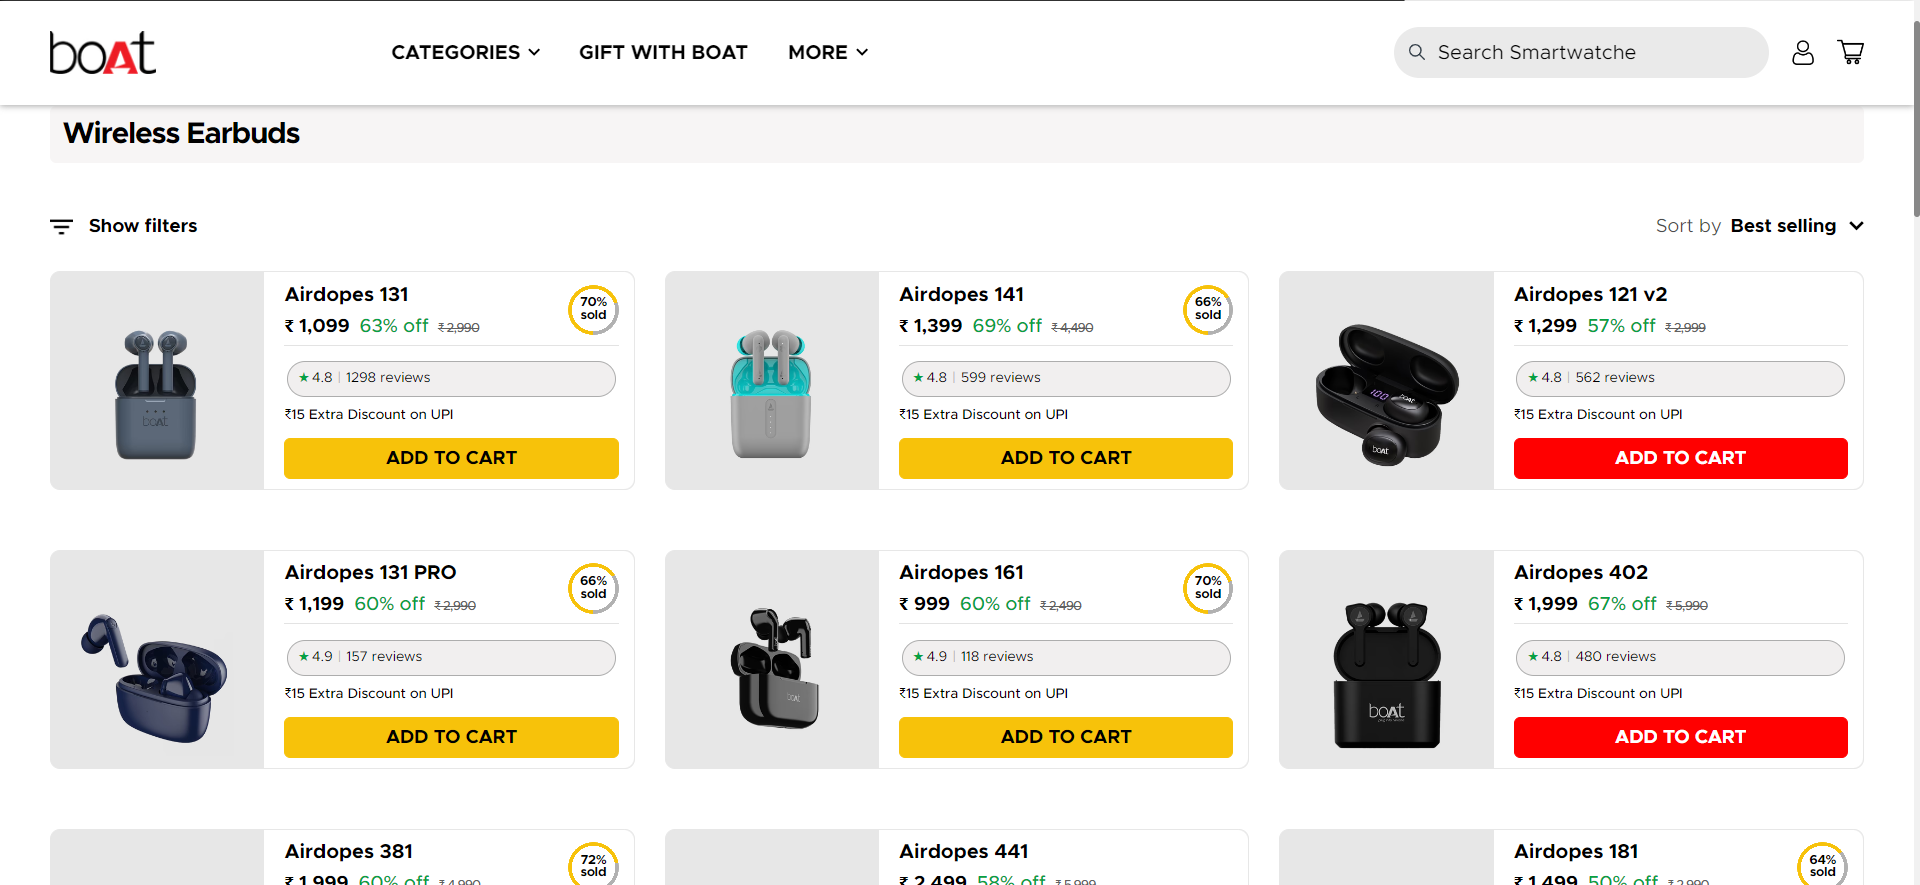 boAt
CATEGORIES
GIFT WITH BOAT
MORE
Search Smartwatche
Wireless Earbuds
Show filters
Sort by Best selling
Airdopes 131
₹ 1,099 63% off ₹ 2,990
70%
sold
★ 4.8 | 1298 reviews
₹15 Extra Discount on UPI
ADD TO CART
boAt
Airdopes 141
₹ 1,399 69% off ₹ 4,490
66%
sold
★ 4.8 | 599 reviews
₹15 Extra Discount on UPI
ADD TO CART
Airdopes 121 v2
₹ 1,299 57% off ₹ 2,999
★ 4.8 | 562 reviews
₹15 Extra Discount on UPI
ADD TO CART
100
boAt
boAt
Airdopes 131 PRO
₹ 1,199 60% off ₹ 2,990
66%
sold
★ 4.9 | 157 reviews
₹15 Extra Discount on UPI
ADD TO CART
Airdopes 161
₹ 999 60% off ₹ 2,490
70%
sold
★ 4.9 | 118 reviews
₹15 Extra Discount on UPI
ADD TO CART
boAt
Airdopes 402
₹ 1,999 67% off ₹ 5,990
★ 4.8 | 480 reviews
₹15 Extra Discount on UPI
ADD TO CART
boAt
Airdopes 381
₹ 1,999 60% off ₹ 4,990
72%
sold
Airdopes 441
₹ 2,499 58% off ₹ 5,999
Airdopes 181
₹ 1,499 50% off ₹ 2,990
64%
sold